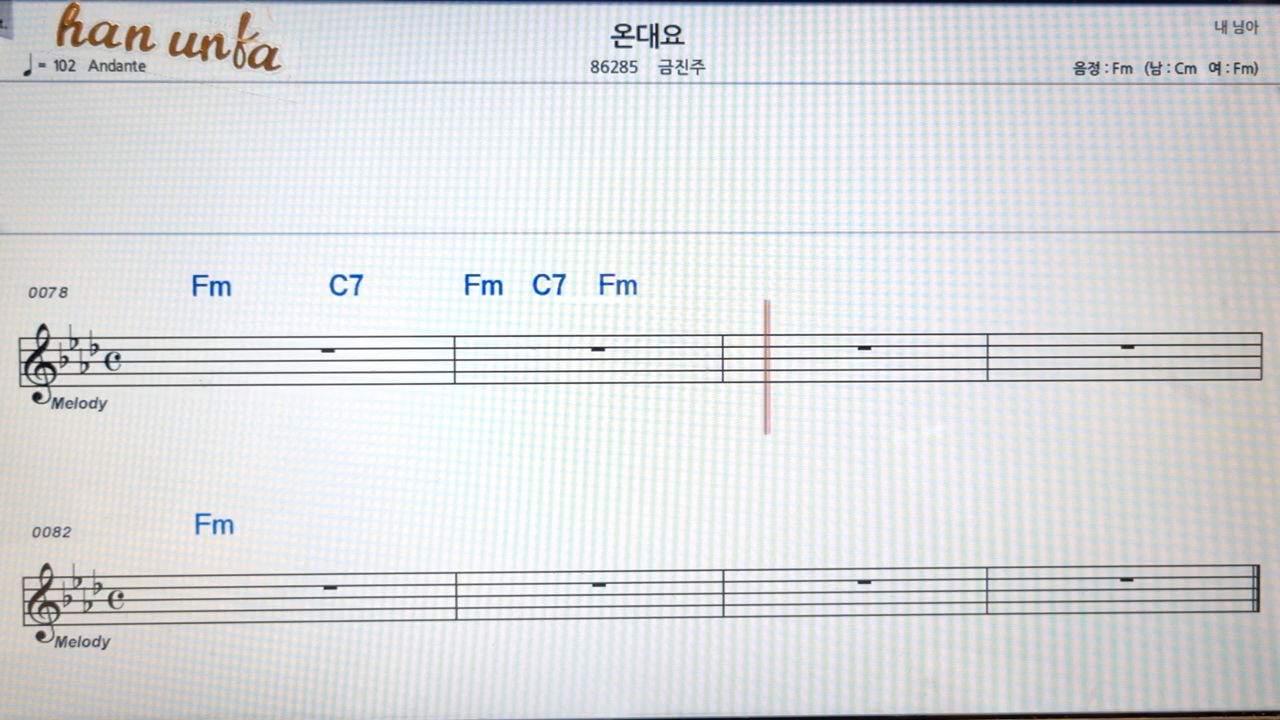 han unfa
온대요
내 님아
= 102 Andante
86285 금진주
음정 : Fm (남 : Cm 여 : Fm)
0078 Fm C7 Fm C7 Fm
Melody
0082 Fm
Melody